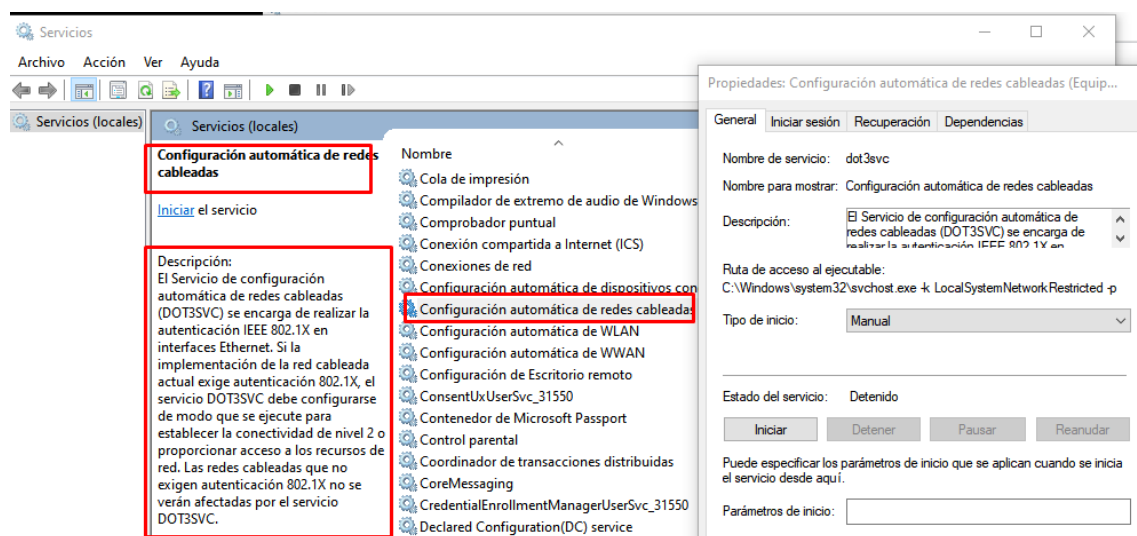 Servicios
Archivo Acción Ver Ayuda
Servicios (locales)
Servicios (locales)
Configuración automática de redes
cableadas
Iniciar el servicio
Descripción:
El Servicio de configuración
automática de redes cableadas
(DOT3SVC) se encarga de realizar la
autenticación IEEE 802.1X en
interfaces Ethernet. Si la
implementación de la red cableada
actual exige autenticación 802.1X, el
servicio DOT3SVC debe configurarse
de modo que se ejecute para
establecer la conectividad de nivel 2 o
proporcionar acceso a los recursos de
red. Las redes cableadas que no
exigen autenticación 802.1X no se
verán afectadas por el servicio
DOT3SVC.
Nombre
Cola de impresión
Compilador de extremo de audio de Windows
Comprobador puntual
Conexión compartida a Internet (ICS)
Conexiones de red
Configuración automática de dispositivos con
Configuración automática de redes cableadas
Configuración automática de WLAN
Configuración automática de WWAN
Configuración de Escritorio remoto
ConsentUxUserSvc_31550
Contenedor de Microsoft Passport
Control parental
Coordinador de transacciones distribuidas
CoreMessaging
CredentialEnrollmentManagerUserSvc_31550
Declared Configuration(DC) service
Propiedades: Configuración automática de redes cableadas (Equip...
General Iniciar sesión Recuperación Dependencias
Nombre de servicio: dot3svc
Nombre para mostrar: Configuración automática de redes cableadas
Descripción: El Servicio de configuración automática de
redes cableadas (DOT3SVC) se encarga de
realizar la autenticación IEEE 802.1X en
Ruta de acceso al ejecutable:
C:\Windows\system32\svchost.exe -k LocalSystemNetworkRestricted -p
Tipo de inicio: Manual
Estado del servicio: Detenido
Iniciar Detener Pausar Reanudar
Puede especificar los parámetros de inicio que se aplican cuando se inicia
el servicio desde aquí.
Parámetros de inicio: